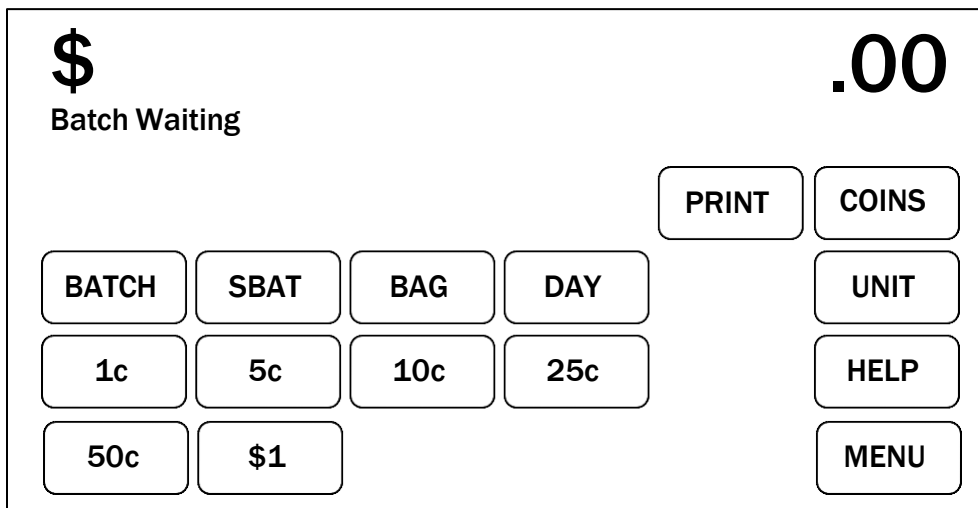 $ .00
Batch Waiting
PRINT COINS
BATCH SBAT BAG DAY UNIT
1c 5c 10c 25c HELP
50c $1 MENU